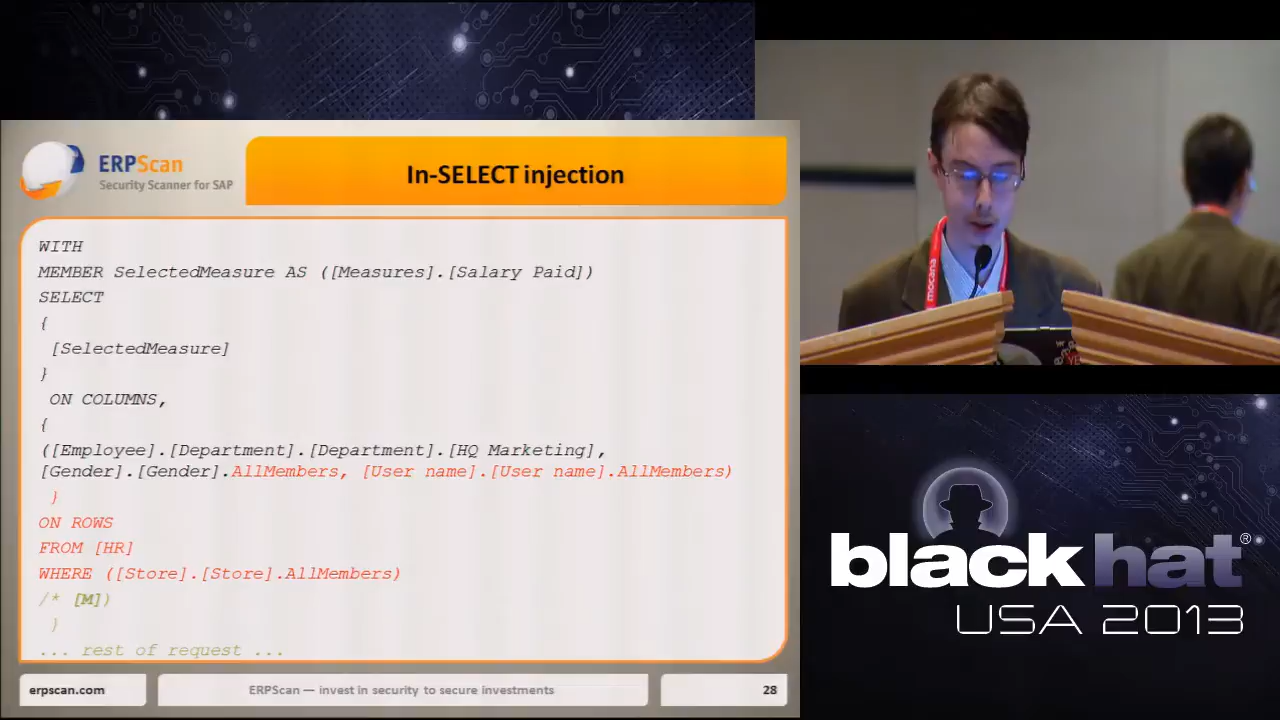 ERPScan
Security Scanner for SAP
In-SELECT injection
WITH
MEMBER SelectedMeasure AS ([Measures].[Salary Paid])
SELECT
{
[SelectedMeasure]
}
ON COLUMNS,
{
([Employee].[Department].[Department].[HQ Marketing],
[Gender].[Gender].AllMembers, [User name].[User name].AllMembers)
}
ON ROWS
FROM [HR]
WHERE ([Store].[Store].AllMembers)
/* [M])
}
... rest of request ...
erpscan.com
ERPScan — invest in security to secure investments
28
mocana
blackhat®
USA 2013